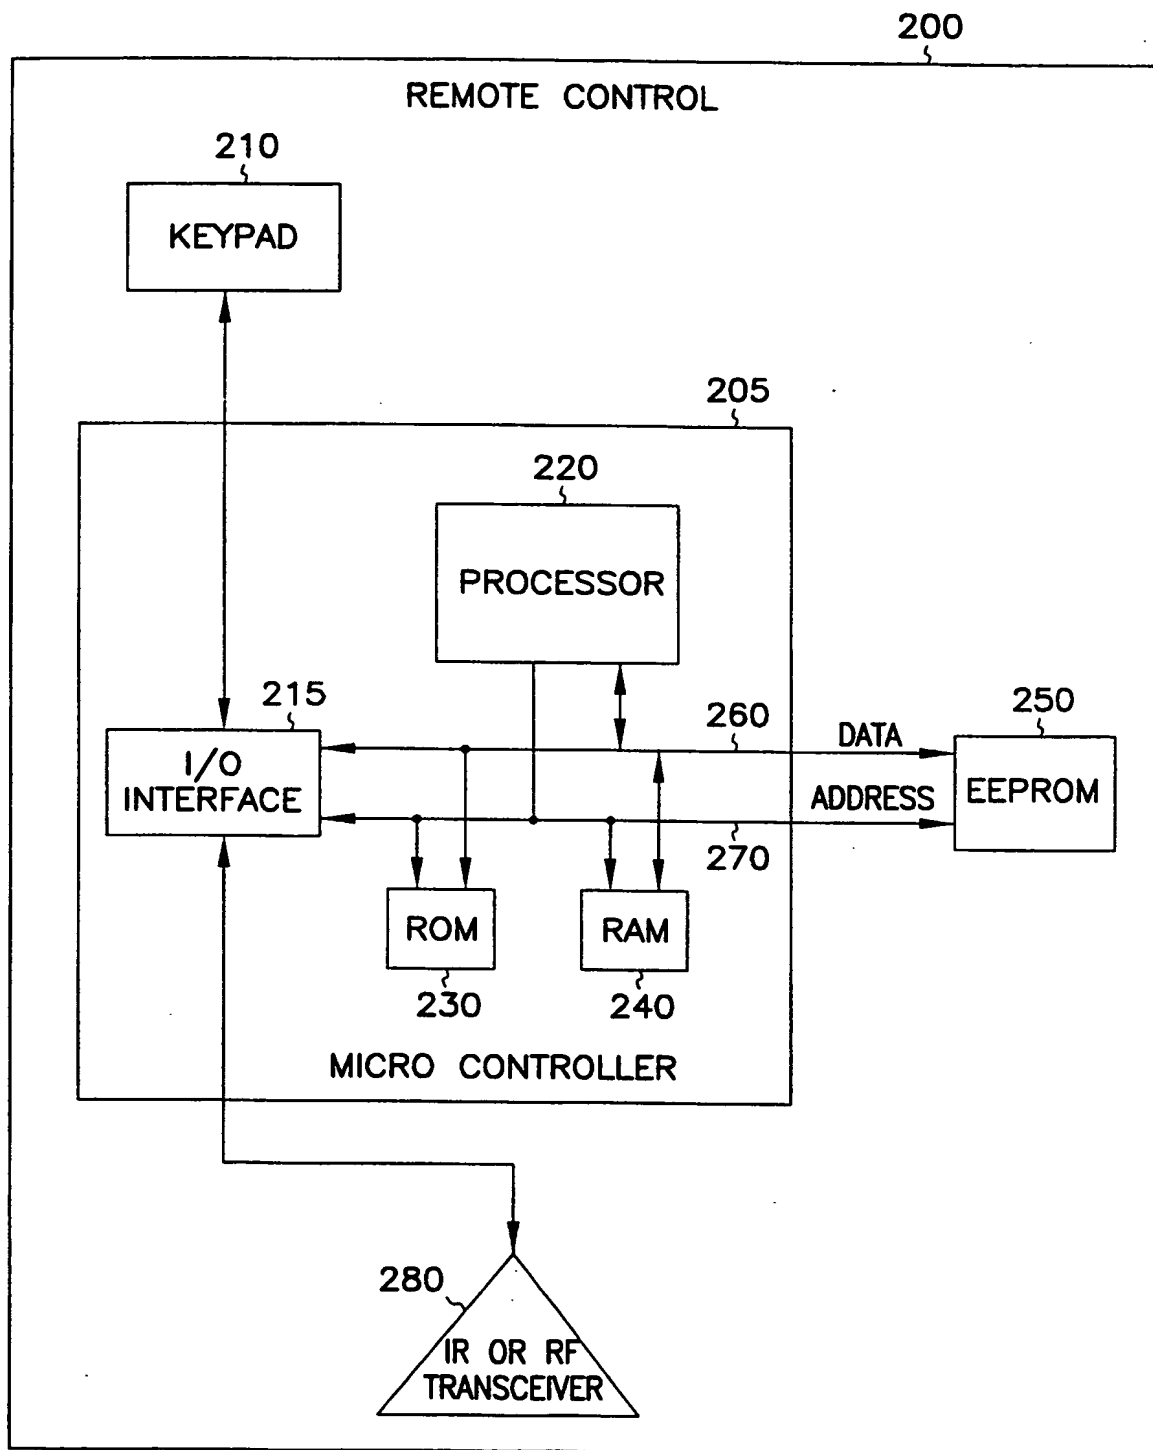 200
REMOTE CONTROL
210
KEYPAD
205
220
PROCESSOR
215
I/O
INTERFACE
260
DATA
250
EEPROM
ADDRESS
270
ROM
RAM
230
240
MICRO CONTROLLER
280
IR OR RF
TRANSCEIVER